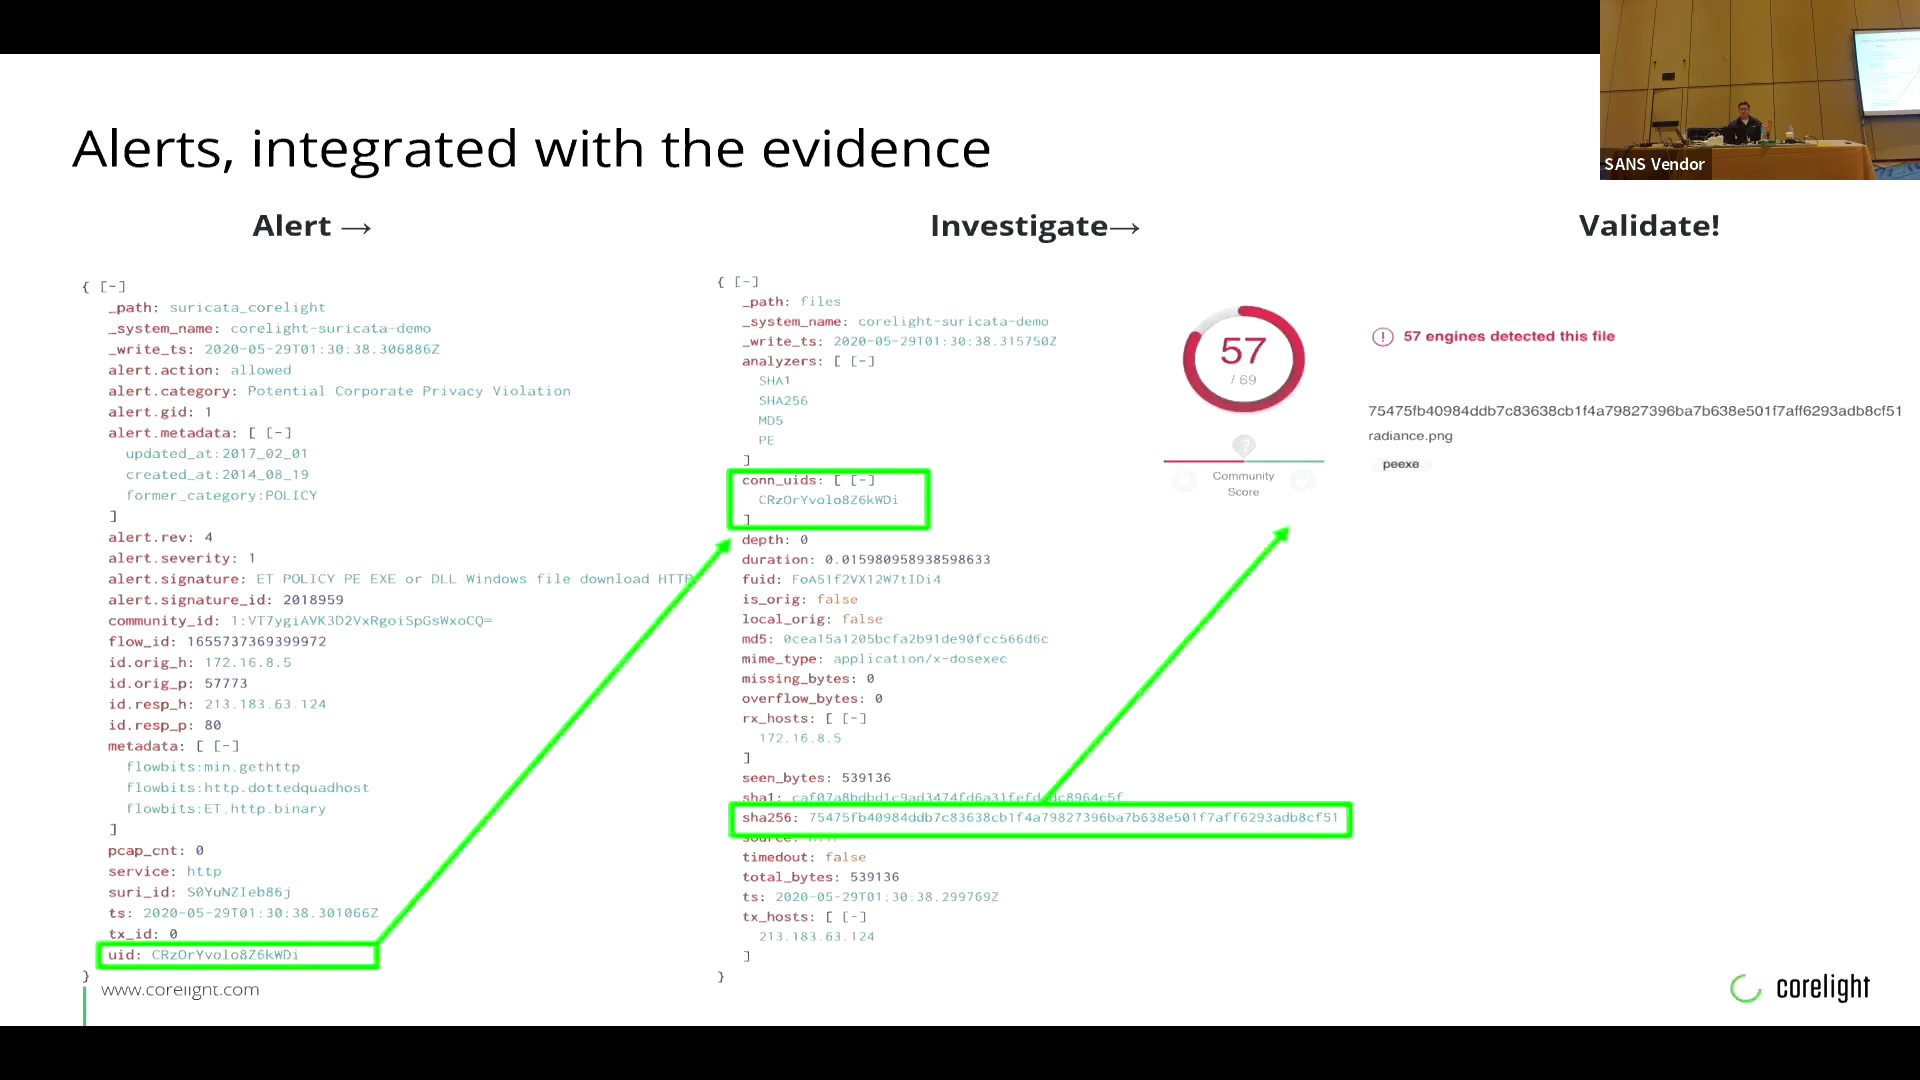 Alerts, integrated with the evidence
SANS Vendor
Alert →
Investigate→
Validate!
{ [-]
_path: suricata_corelight
_system_name: corelight-suricata-demo
_write_ts: 2020-05-29T01:30:38.306886Z
alert.action: allowed
alert.category: Potential Corporate Privacy Violation
alert.gid: 1
alert.metadata: [ [-]
updated_at:2017_02_01
created_at:2014_08_19
former_category:POLICY
]
alert.rev: 4
alert.severity: 1
alert.signature: ET POLICY PE EXE or DLL Windows file download HTTP
alert.signature_id: 2018959
community_id: 1:VT7ygiAVK3D2VxRgoiSpGsWxoCQ=
flow_id: 1655737369399972
id.orig_h: 172.16.8.5
id.orig_p: 57773
id.resp_h: 213.183.63.124
id.resp_p: 80
metadata: [ [-]
flowbits:min.gethttp
flowbits:http.dottedquadhost
flowbits:ET.http.binary
]
pcap_cnt: 0
service: http
suri_id: S0YuNZIeb86j
ts: 2020-05-29T01:30:38.301066Z
tx_id: 0
uid: CRzOrYvolo8Z6kWDi
}
{ [-]
_path: files
_system_name: corelight-suricata-demo
_write_ts: 2020-05-29T01:30:38.315750Z
analyzers: [ [-]
SHA1
SHA256
MD5
PE
]
conn_uids: [ [-]
CRzOrYvolo8Z6kWDi
]
depth: 0
duration: 0.015980958938598633
fuid: FoA51f2VX12W7tIDi4
is_orig: false
local_orig: false
md5: 0cea15a1205bcfa2b91de90fcc566d6c
mime_type: application/x-dosexec
missing_bytes: 0
overflow_bytes: 0
rx_hosts: [ [-]
172.16.8.5
]
seen_bytes: 539136
sha1:
sha256: 75475fb40984ddb7c83638cb1f4a79827396ba7b638e501f7aff6293adb8cf51
timedout: false
total_bytes: 539136
ts: 2020-05-29T01:30:38.299769Z
tx_hosts: [ [-]
213.183.63.124
]
}
57
/ 69
?
Community
Score
57 engines detected this file
75475fb40984ddb7c83638cb1f4a79827396ba7b638e501f7aff6293adb8cf51
radiance.png
peexe
www.corelight.com
corelight